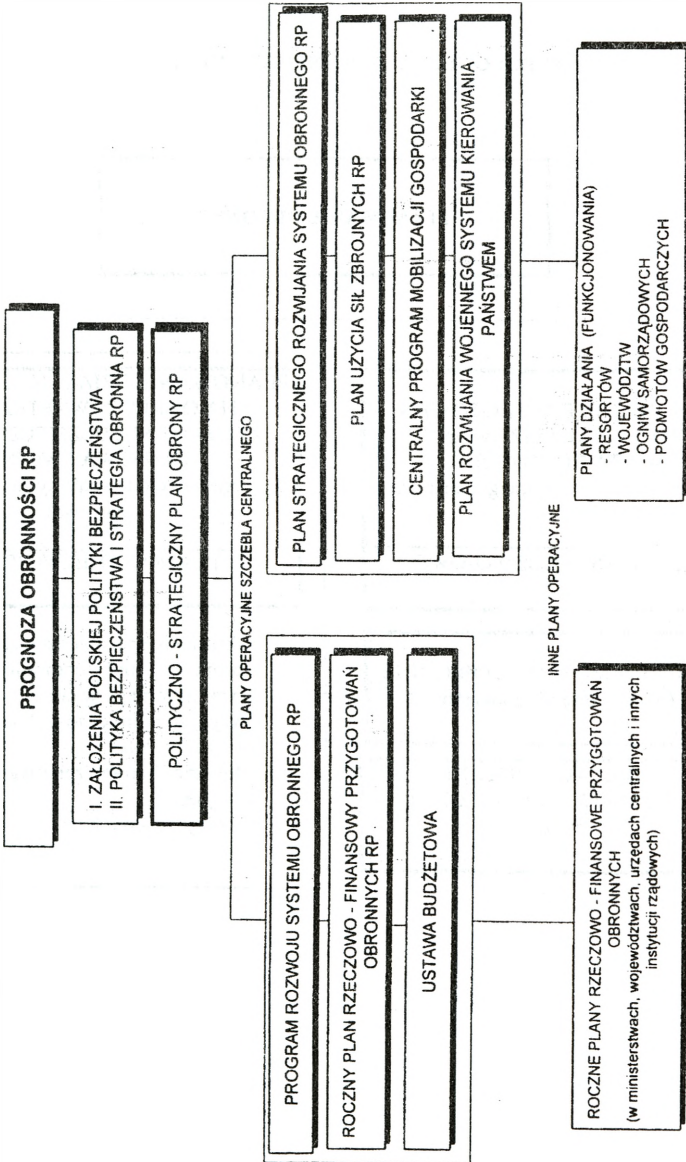 PROGNOZA OBRONNOŚCI RP
I. ZAŁOŻENIA POLSKIEJ POLITYKI BEZPIECZEŃSTWA
II. POLITYKA BEZPIECZEŃSTWA I STRATEGIA OBRONNA RP
POLITYCZNO - STRATEGICZNY PLAN OBRONY RP
PLANY OPERACYJNE SZCZEBLA CENTRALNEGO
PROGRAM ROZWOJU SYSTEMU OBRONNEGO RP
ROCZNY PLAN RZECZOWO - FINANSOWY PRZYGOTOWAŃ
OBRONNYCH RP
USTAWA BUDŻETOWA
PLAN STRATEGICZNEGO ROZWIJANIA SYSTEMU OBRONNEGO RP
PLAN UŻYCIA SIŁ ZBROJNYCH RP
CENTRALNY PROGRAM MOBILIZACJI GOSPODARKI
PLAN ROZWIJANIA WOJENNEGO SYSTEMU KIEROWANIA
PAŃSTWEM
INNE PLANY OPERACYJNE
ROCZNE PLANY RZECZOWO - FINANSOWE PRZYGOTOWAŃ
OBRONNYCH
(w ministerstwach, województwach, urzędach centralnych i innych
instytucji rządowych)
PLANY DZIAŁANIA (FUNKCJONOWANIA)
- RESORTÓW
- WOJEWÓDZTW
- OGNIW SAMORZĄDOWYCH
- PODMIOTÓW GOSPODARCZYCH